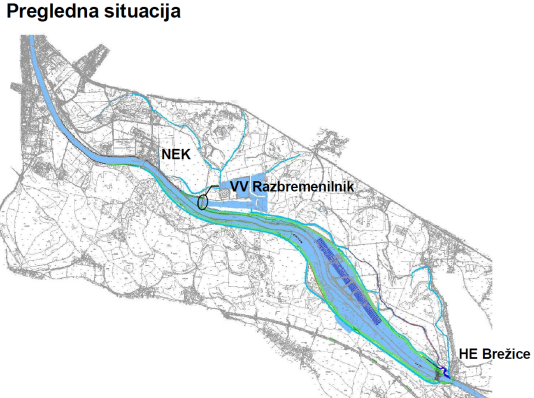 Pregledna situacija
NEK
VV Razbremenilnik
HE Brežice